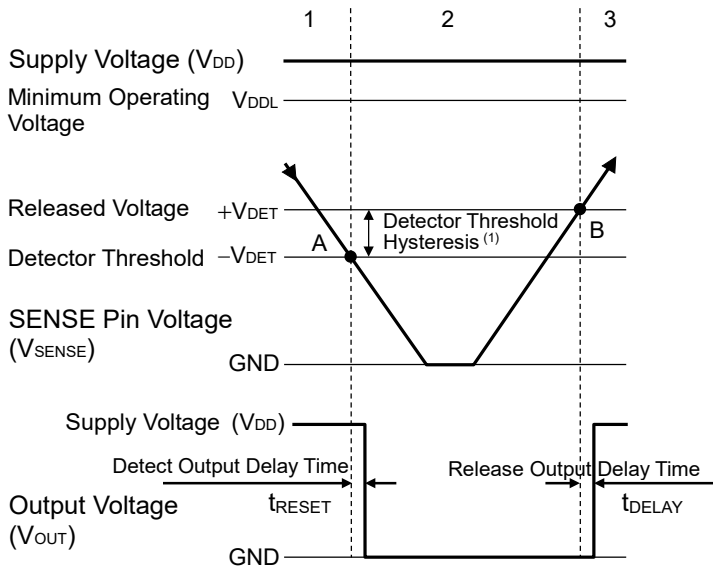 1 2 3
Supply Voltage (VDD)
Minimum Operating VDDL
Voltage
Released Voltage +VDET
Detector Threshold
Hysteresis (1)
A
B
Detector Threshold −VDET
SENSE Pin Voltage
(VSENSE)
GND
Supply Voltage (VDD)
Detect Output Delay Time
Release Output Delay Time
tRESET
tDELAY
Output Voltage
(VOUT)
GND